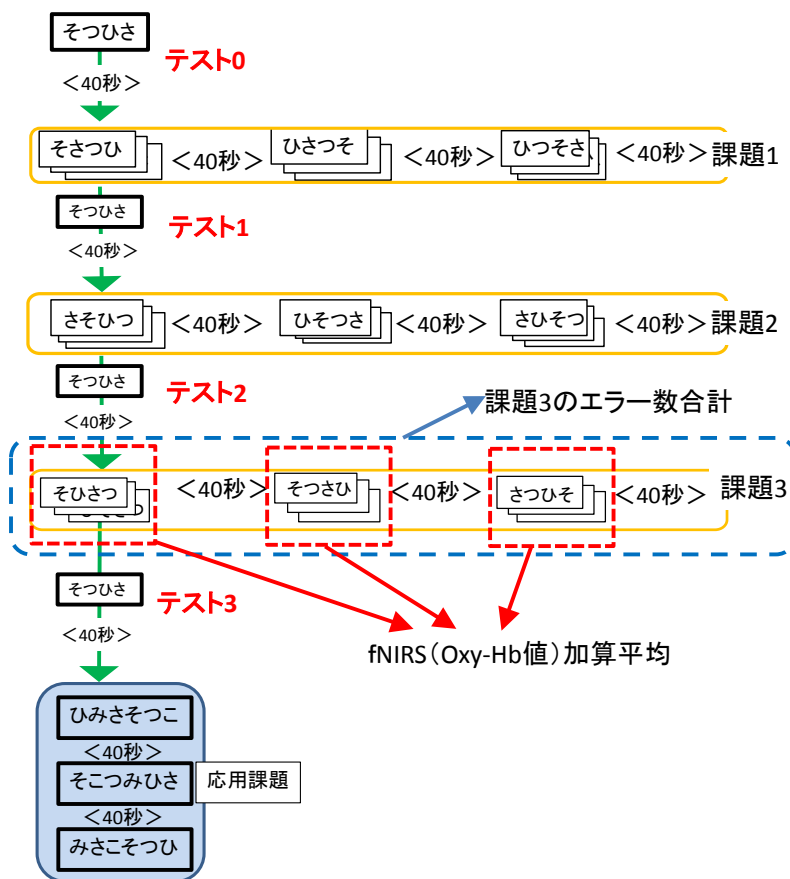 そつひさ
テスト0
<40秒>
そさつひ <40秒> ひさつそ <40秒> ひつそさ <40秒> 課題1
そつひさ
テスト1
<40秒>
さそひつ <40秒> ひそつさ <40秒> さひそつ <40秒> 課題2
そつひさ
テスト2
課題3のエラー数合計
<40秒>
そひさつ <40秒> そつさひ <40秒> さつひそ <40秒> 課題3
そつひさ
テスト3
<40秒>
fNIRS(Oxy-Hb値)加算平均
ひみさそつこ
<40秒>
そこつみひさ 応用課題
<40秒>
みさこそつひ